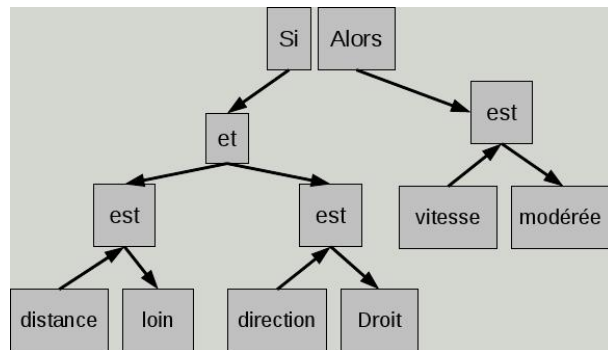 Si Alors
est
et
est est
vitesse modérée
distance loin direction Droit